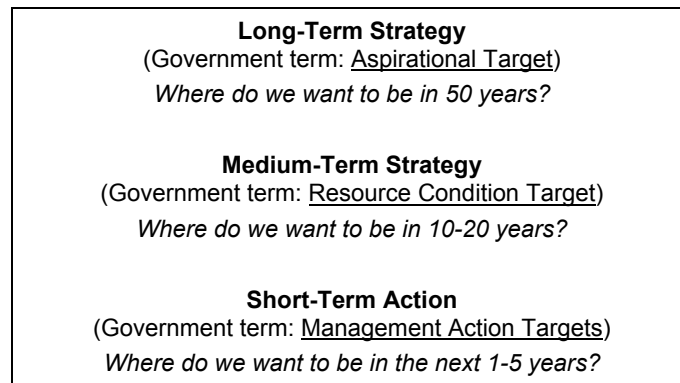 Long-Term Strategy
(Government term: Aspirational Target)
Where do we want to be in 50 years?
Medium-Term Strategy
(Government term: Resource Condition Target)
Where do we want to be in 10-20 years?
Short-Term Action
(Government term: Management Action Targets)
Where do we want to be in the next 1-5 years?